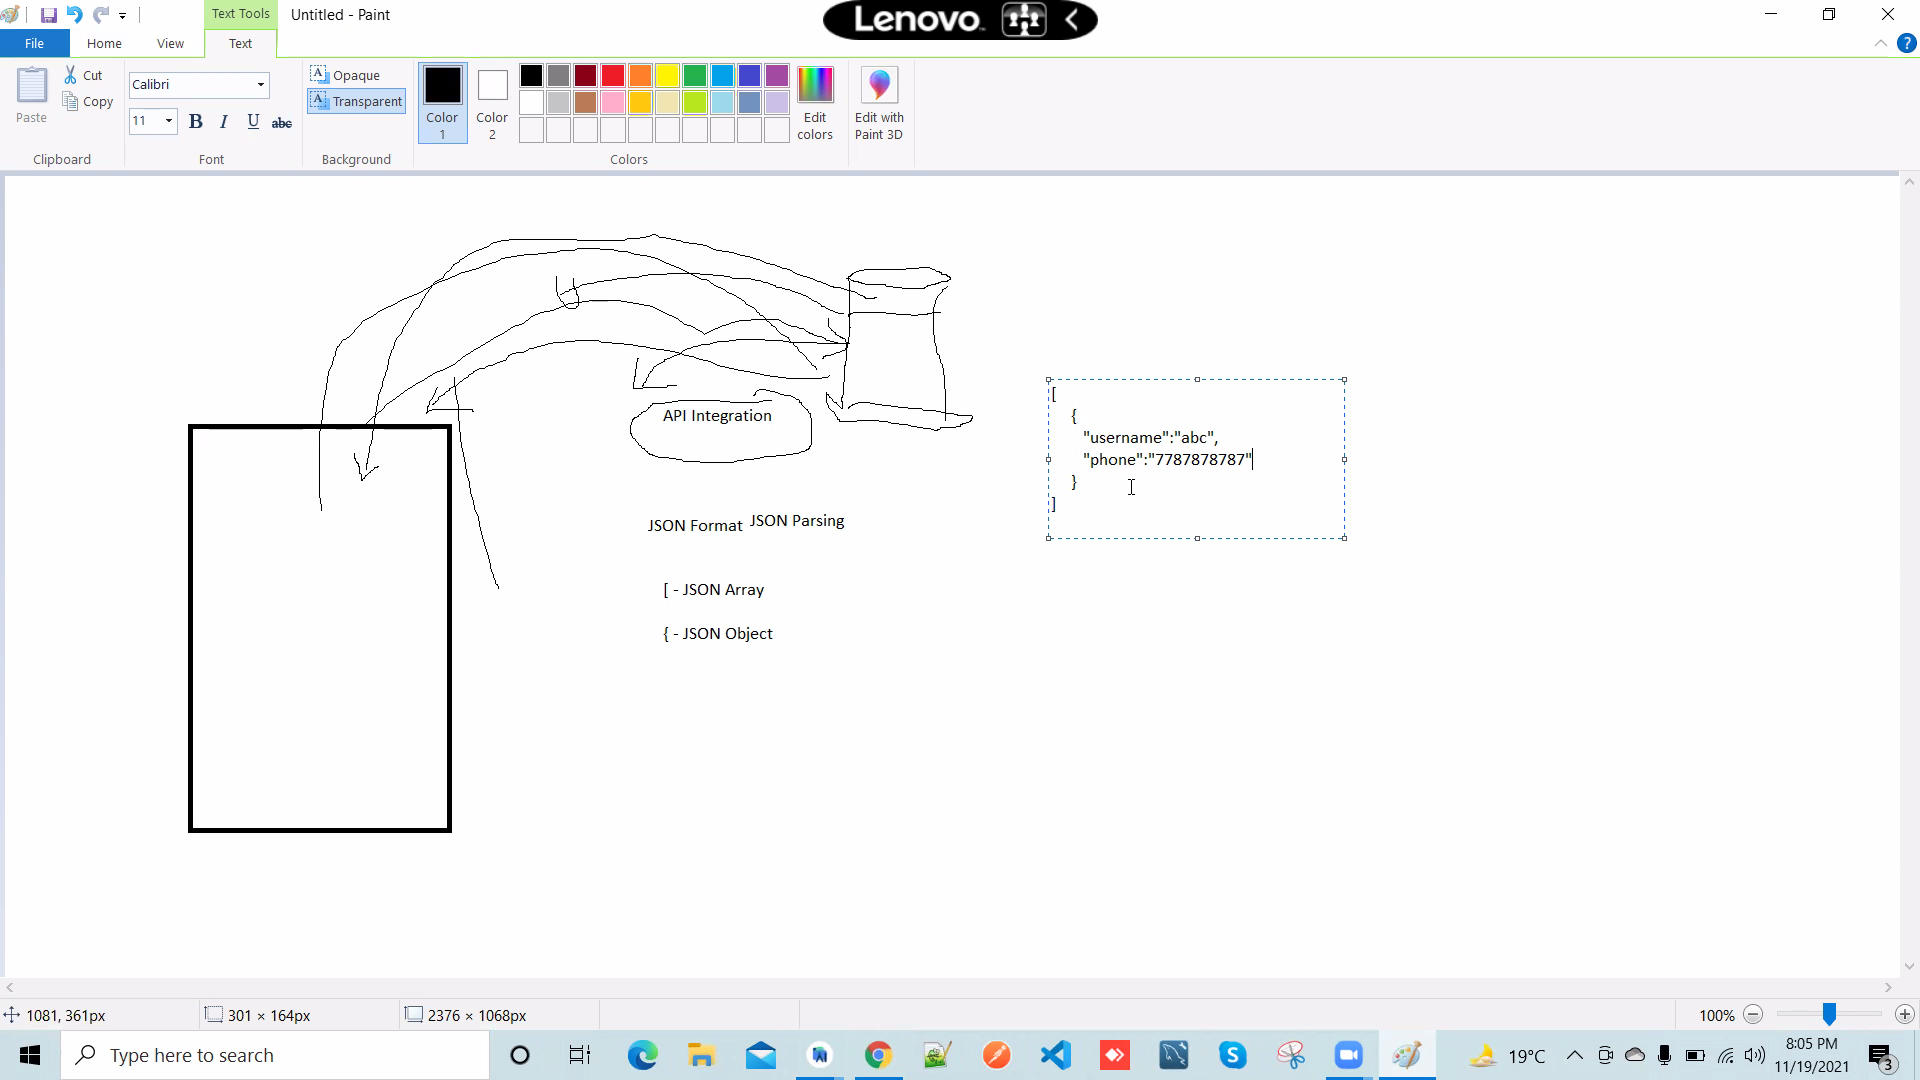 Text Tools
Untitled - Paint
Lenovo
File
Home
View
Text
Paste
Cut
Copy
Clipboard
Calibri
11
B I U abc
Font
Opaque
Transparent
Background
Color 1
Color 2
Edit colors
Colors
Edit with Paint 3D
API Integration
JSON Format
JSON Parsing
[ - JSON Array
{ - JSON Object
[
{
"username":"abc",
"phone":"7787878787"
}
]
1081, 361px
301 × 164px
2376 × 1068px
100%
Type here to search
19°C
8:05 PM
11/19/2021
3